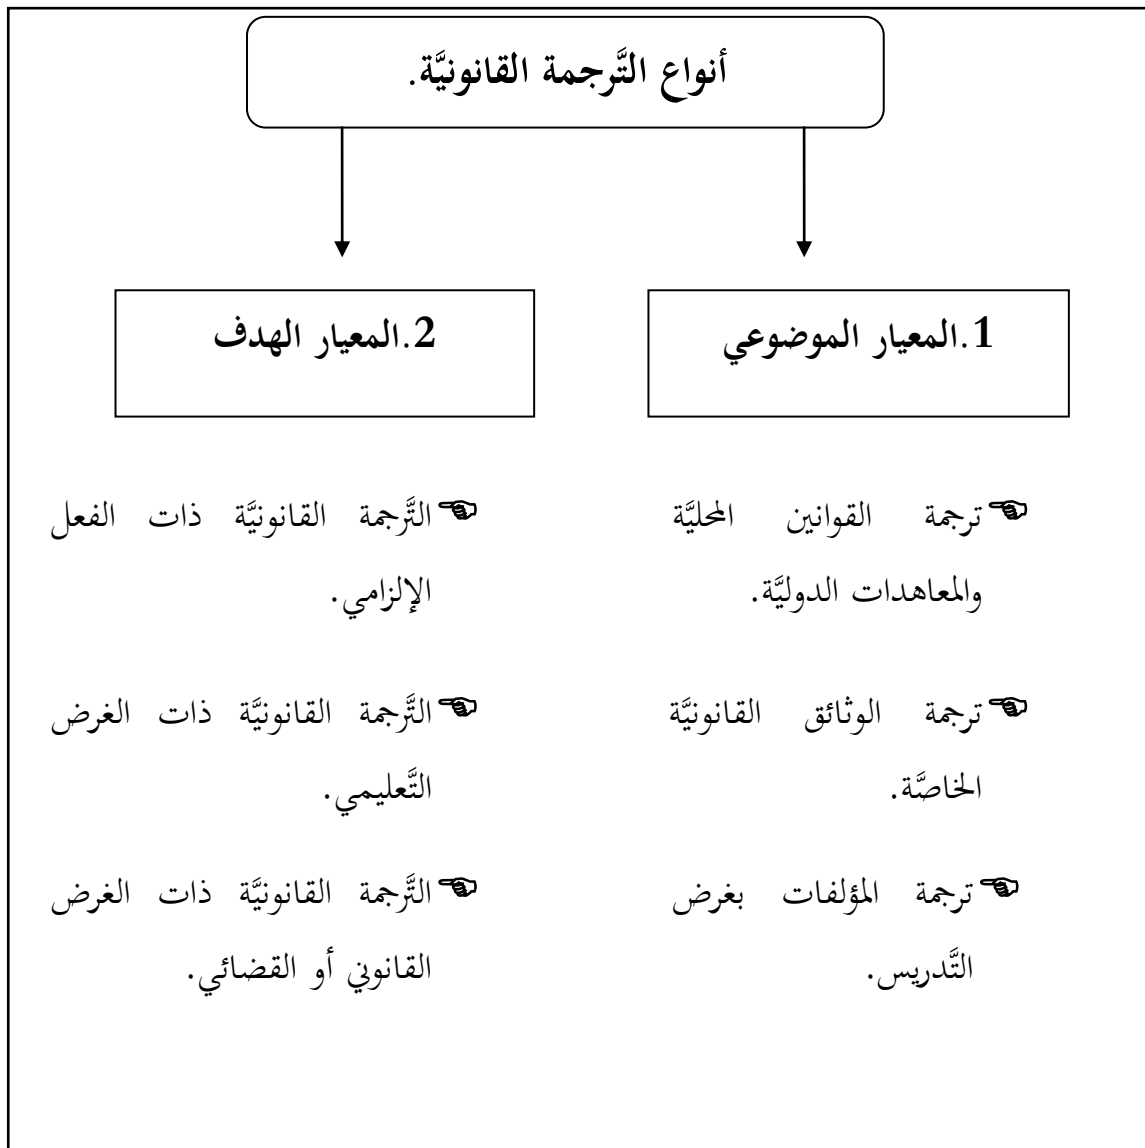 أنواع التَّرجمة القانونيَّة.
1.المعيار الموضوعي
ترجمة القوانين المحليَّة
والمعاهدات الدوليَّة.
ترجمة الوثائق القانونيَّة
الخاصَّة.
ترجمة المؤلفات بغرض
التَّدريس.
2.المعيار الهدف
التَّرجمة القانونيَّة ذات الفعل
الإلزامي.
التَّرجمة القانونيَّة ذات الغرض
التَّعليمي.
التَّرجمة القانونيَّة ذات الغرض
القانوني أو القضائي.